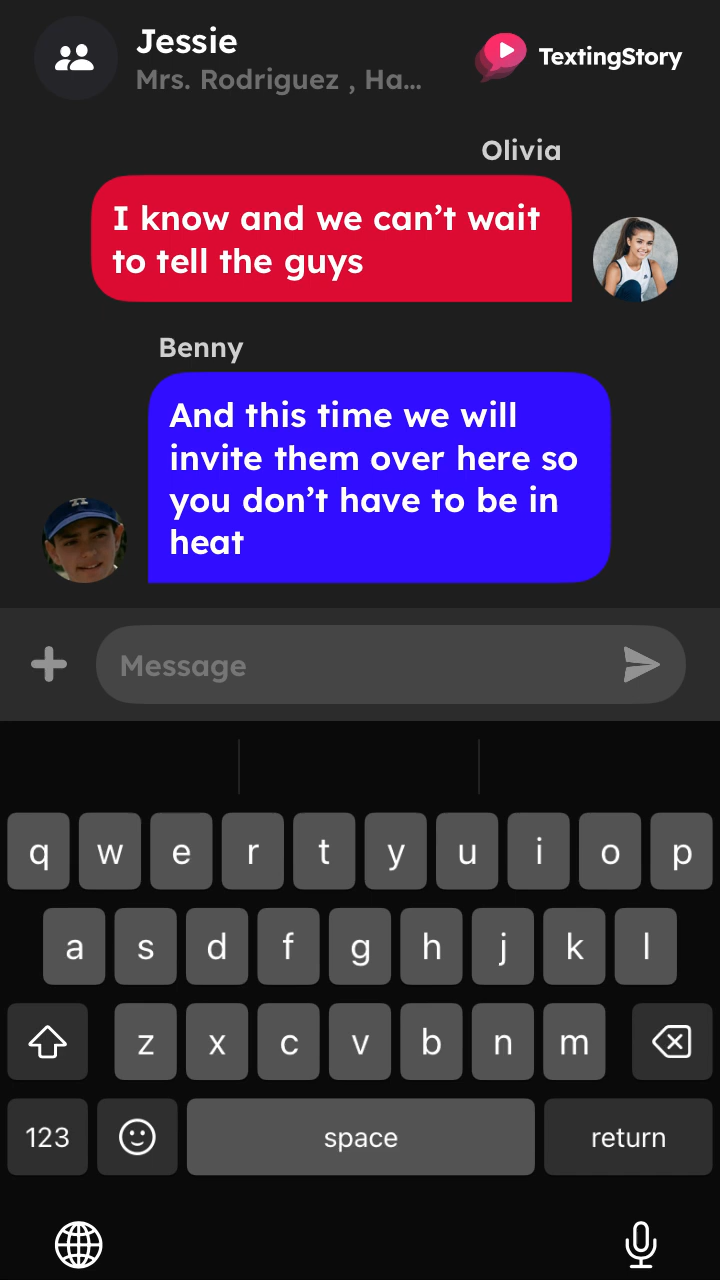 Jessie
Mrs. Rodriguez , Ha...
TextingStory
Olivia
I know and we can’t wait
to tell the guys
Benny
And this time we will
invite them over here so
you don’t have to be in
heat
Message
q w e r t y u i o p
a s d f g h j k l
z x c v b n m
123 space return